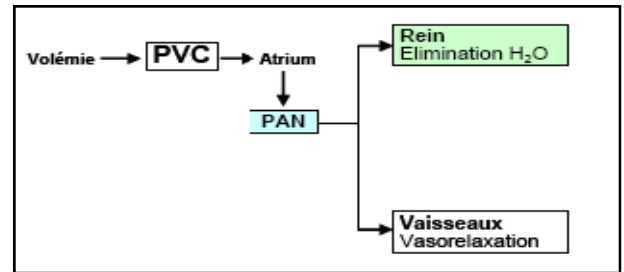 Rein
Elimination H₂O
Volémie PVC Atrium
PAN
Vaisseaux
Vasorelaxation